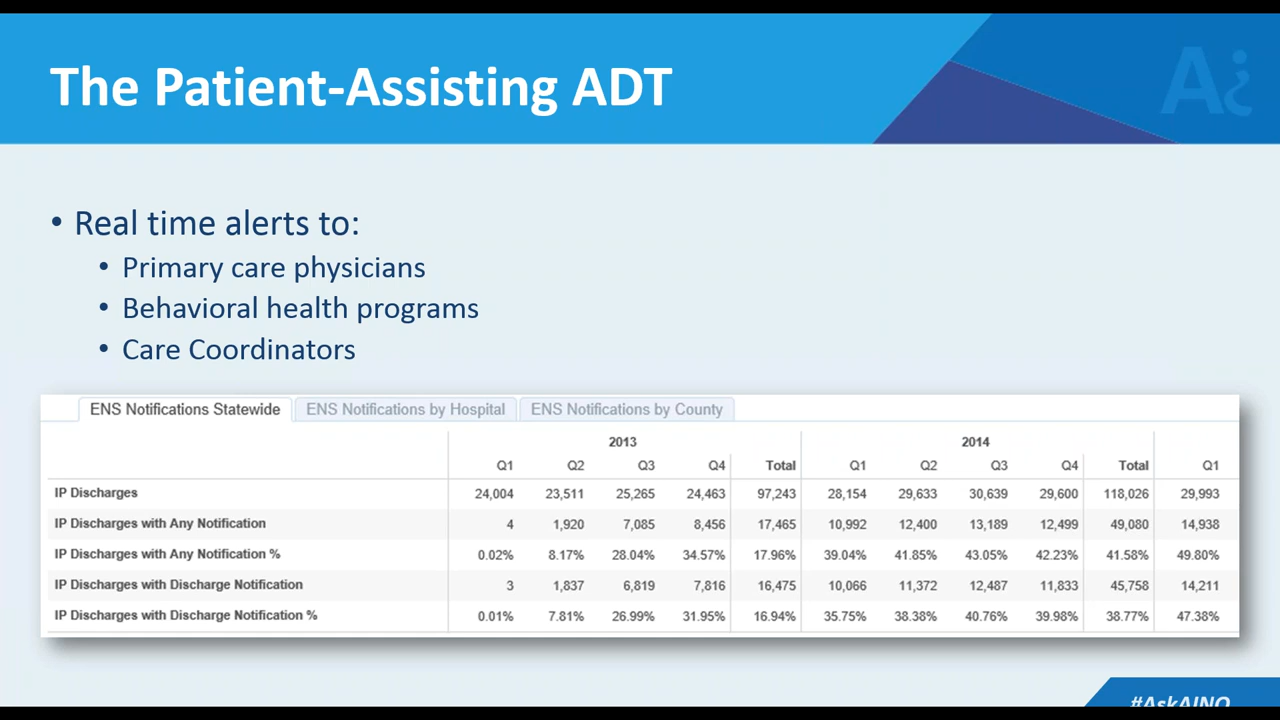 The Patient-Assisting ADT
• Real time alerts to:
• Primary care physicians
• Behavioral health programs
• Care Coordinators
ENS Notifications Statewide ENS Notifications by Hospital ENS Notifications by County
2013 2014
Q1 Q2 Q3 Q4 Total Q1 Q2 Q3 Q4 Total Q1
IP Discharges 24,004 23,511 25,265 24,463 97,243 28,154 29,633 30,639 29,600 118,026 29,993
IP Discharges with Any Notification 4 1,920 7,085 8,456 17,465 10,992 12,400 13,189 12,499 49,080 14,938
IP Discharges with Any Notification % 0.02% 8.17% 28.04% 34.57% 17.96% 39.04% 41.85% 43.05% 42.23% 41.58% 49.80%
IP Discharges with Discharge Notification 3 1,837 6,819 7,816 16,475 10,066 11,372 12,487 11,833 45,758 14,211
IP Discharges with Discharge Notification % 0.01% 7.81% 26.99% 31.95% 16.94% 35.75% 38.38% 40.76% 39.98% 38.77% 47.38%
#AskAINQ